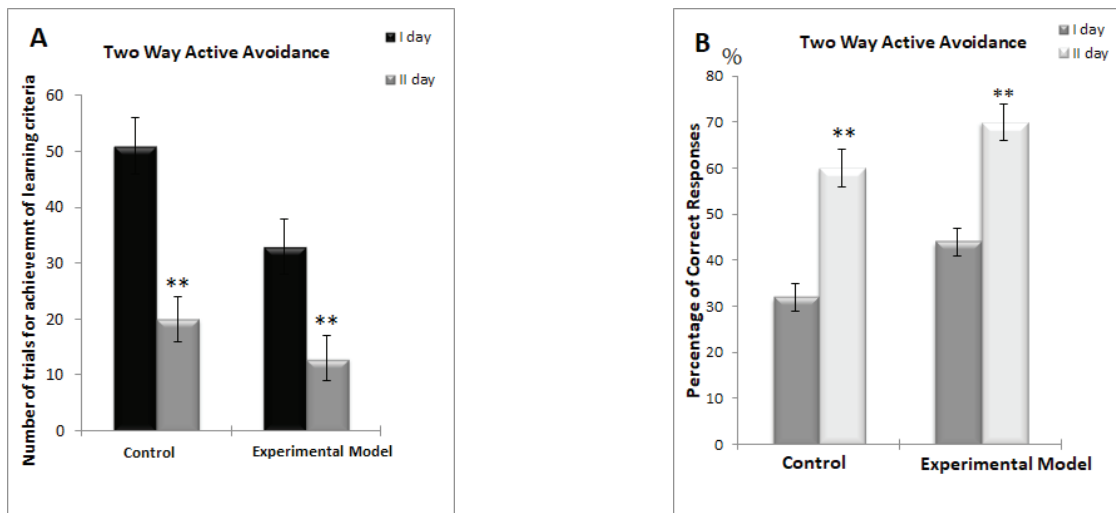 A
Two Way Active Avoidance
I day
II day
Number of trials for achievemnt of learning criteria
60
50
40
30
20
10
0
**
**
Control
Experimental Model
B
%
Two Way Active Avoidance
I day
II day
Percentage of Correct Responses
80
70
60
50
40
30
20
10
0
**
**
Control
Experimental Model